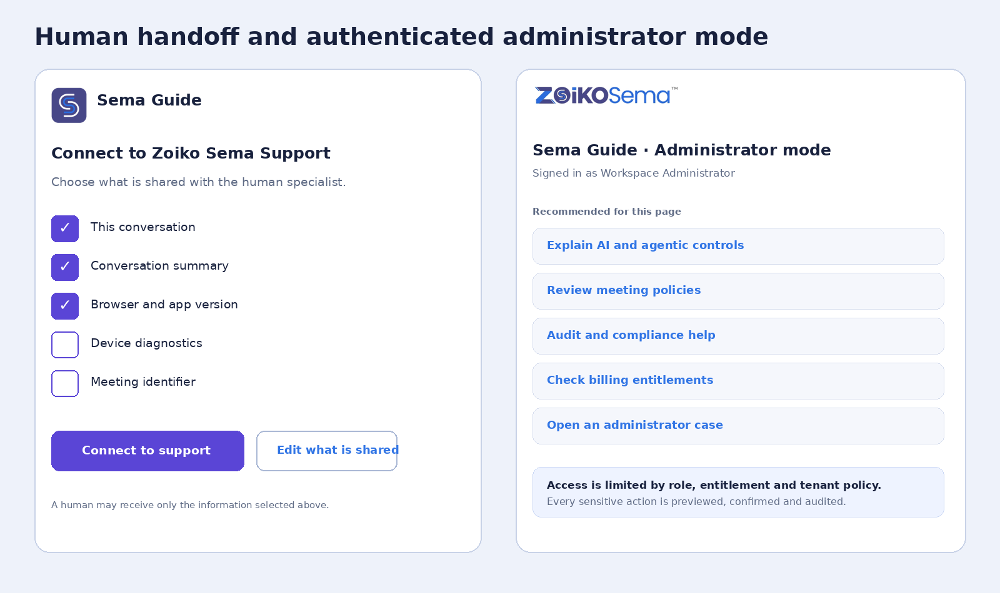 Human handoff and authenticated administrator mode
Sema Guide
Connect to Zoiko Sema Support
Choose what is shared with the human specialist.
✓ This conversation
✓ Conversation summary
✓ Browser and app version
Device diagnostics
Meeting identifier
Connect to support
Edit what is shared
A human may receive only the information selected above.
ZOiKOSema™
Sema Guide · Administrator mode
Signed in as Workspace Administrator
Recommended for this page
Explain AI and agentic controls
Review meeting policies
Audit and compliance help
Check billing entitlements
Open an administrator case
Access is limited by role, entitlement and tenant policy.
Every sensitive action is previewed, confirmed and audited.